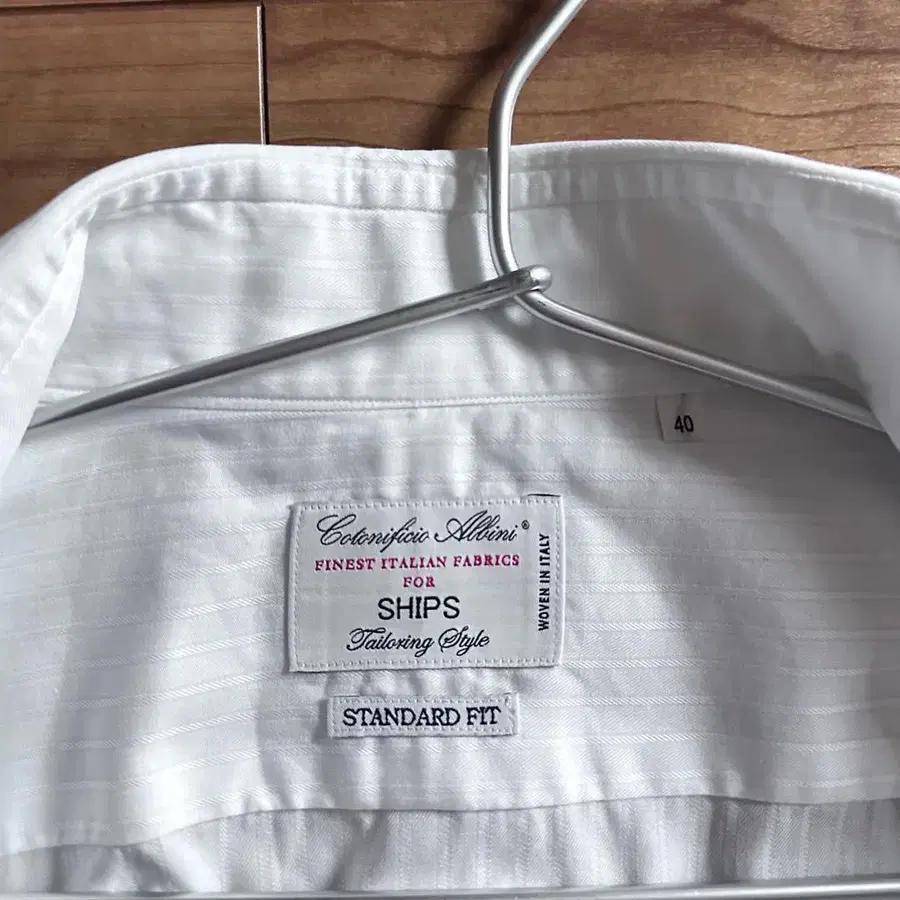 40
Cotonificio Albini®
FINEST ITALIAN FABRICS
FOR
SHIPS
Tailoring Style
WOVEN IN ITALY
STANDARD FIT